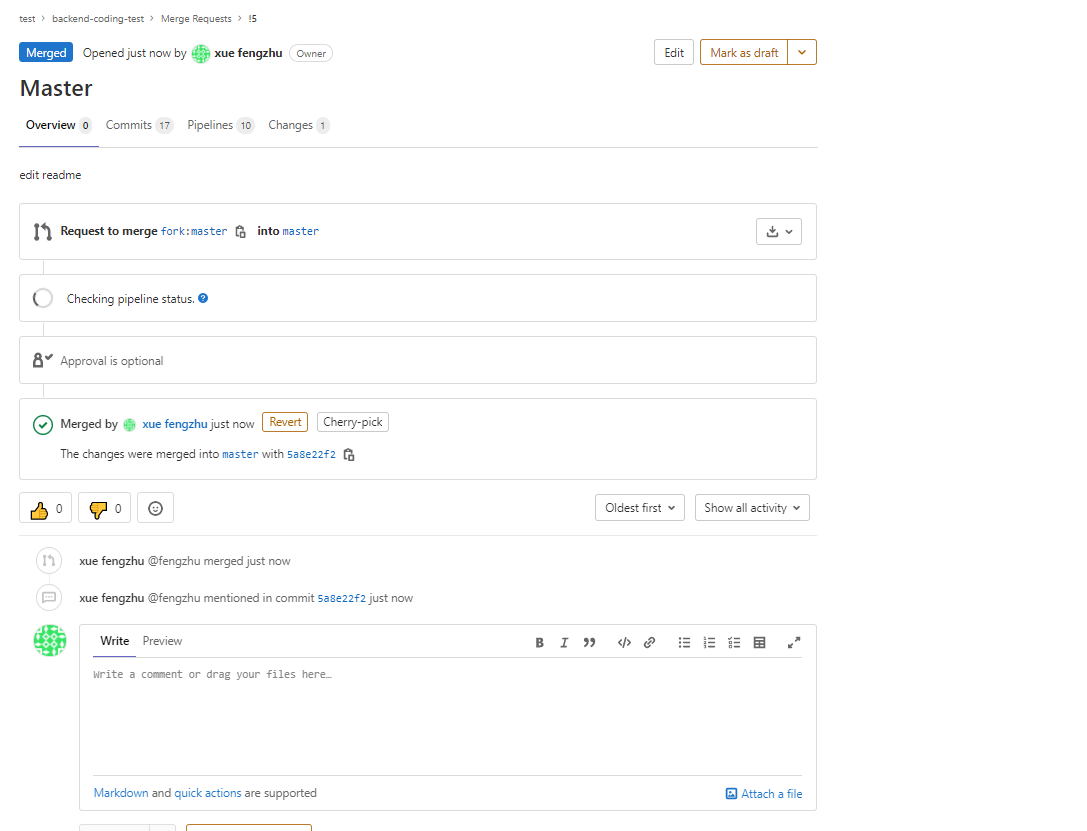 test > backend-coding-test > Merge Requests > !5
Merged Opened just now by xue fengzhu Owner Edit Mark as draft
Master
Overview 0 Commits 17 Pipelines 10 Changes 1
edit readme
Request to merge fork:master into master
Checking pipeline status. ?
Approval is optional
Merged by xue fengzhu just now Revert Cherry-pick
The changes were merged into master with 5a8e22f2
0 0 Oldest first Show all activity
xue fengzhu @fengzhu merged just now
xue fengzhu @fengzhu mentioned in commit 5a8e22f2 just now
Write Preview B I
Write a comment or drag your files here…
Markdown and quick actions are supported Attach a file